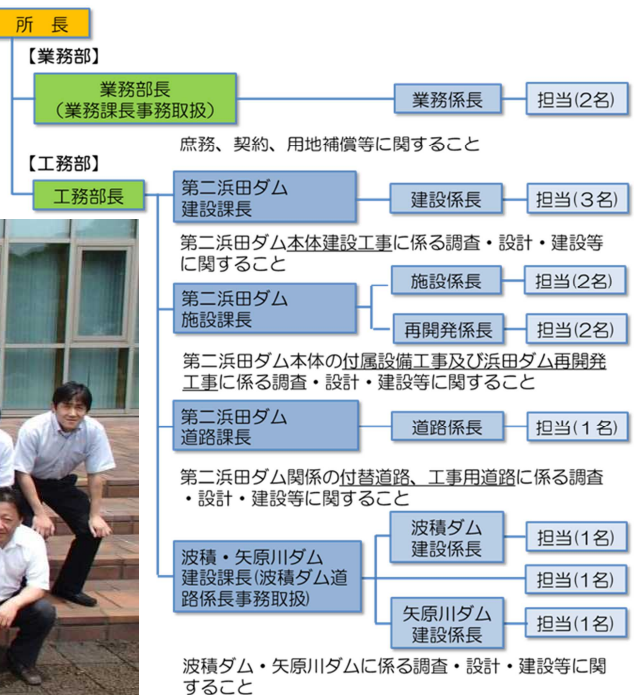 所 長
【業務部】
業務部長
（業務課長事務取扱）
業務係長
担当(2名)
庶務、契約、用地補償等に関すること
【工務部】
工務部長
第二浜田ダム
建設課長
建設係長
担当(３名)
第二浜田ダム本体建設工事に係る調査・設計・建設等
に関すること
第二浜田ダム
施設課長
施設係長
担当(2名)
再開発係長
担当(2名)
第二浜田ダム本体の付属設備工事及び浜田ダム再開発
工事に係る調査・設計・建設等に関すること
第二浜田ダム
道路課長
道路係長
担当(１名)
第二浜田ダム関係の付替道路、工事用道路に係る調査
・設計・建設等に関すること
波積・矢原川ダム
建設課長(波積ダム道
路係長事務取扱)
波積ダム
建設係長
担当(1名)
担当(1名)
矢原川ダム
建設係長
担当(1名)
波積ダム・矢原川ダムに係る調査・設計・建設等に関
すること